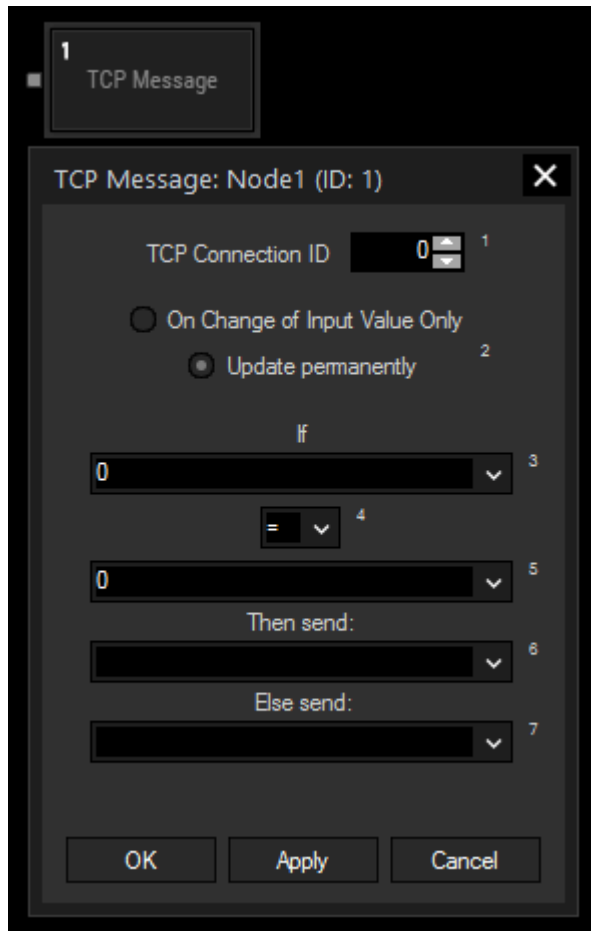 1
TCP Message
TCP Message: Node1 (ID: 1)
TCP Connection ID 0 1
On Change of Input Value Only
Update permanently 2
If
0 3
= 4
0 5
Then send:
6
Else send:
7
OK Apply Cancel